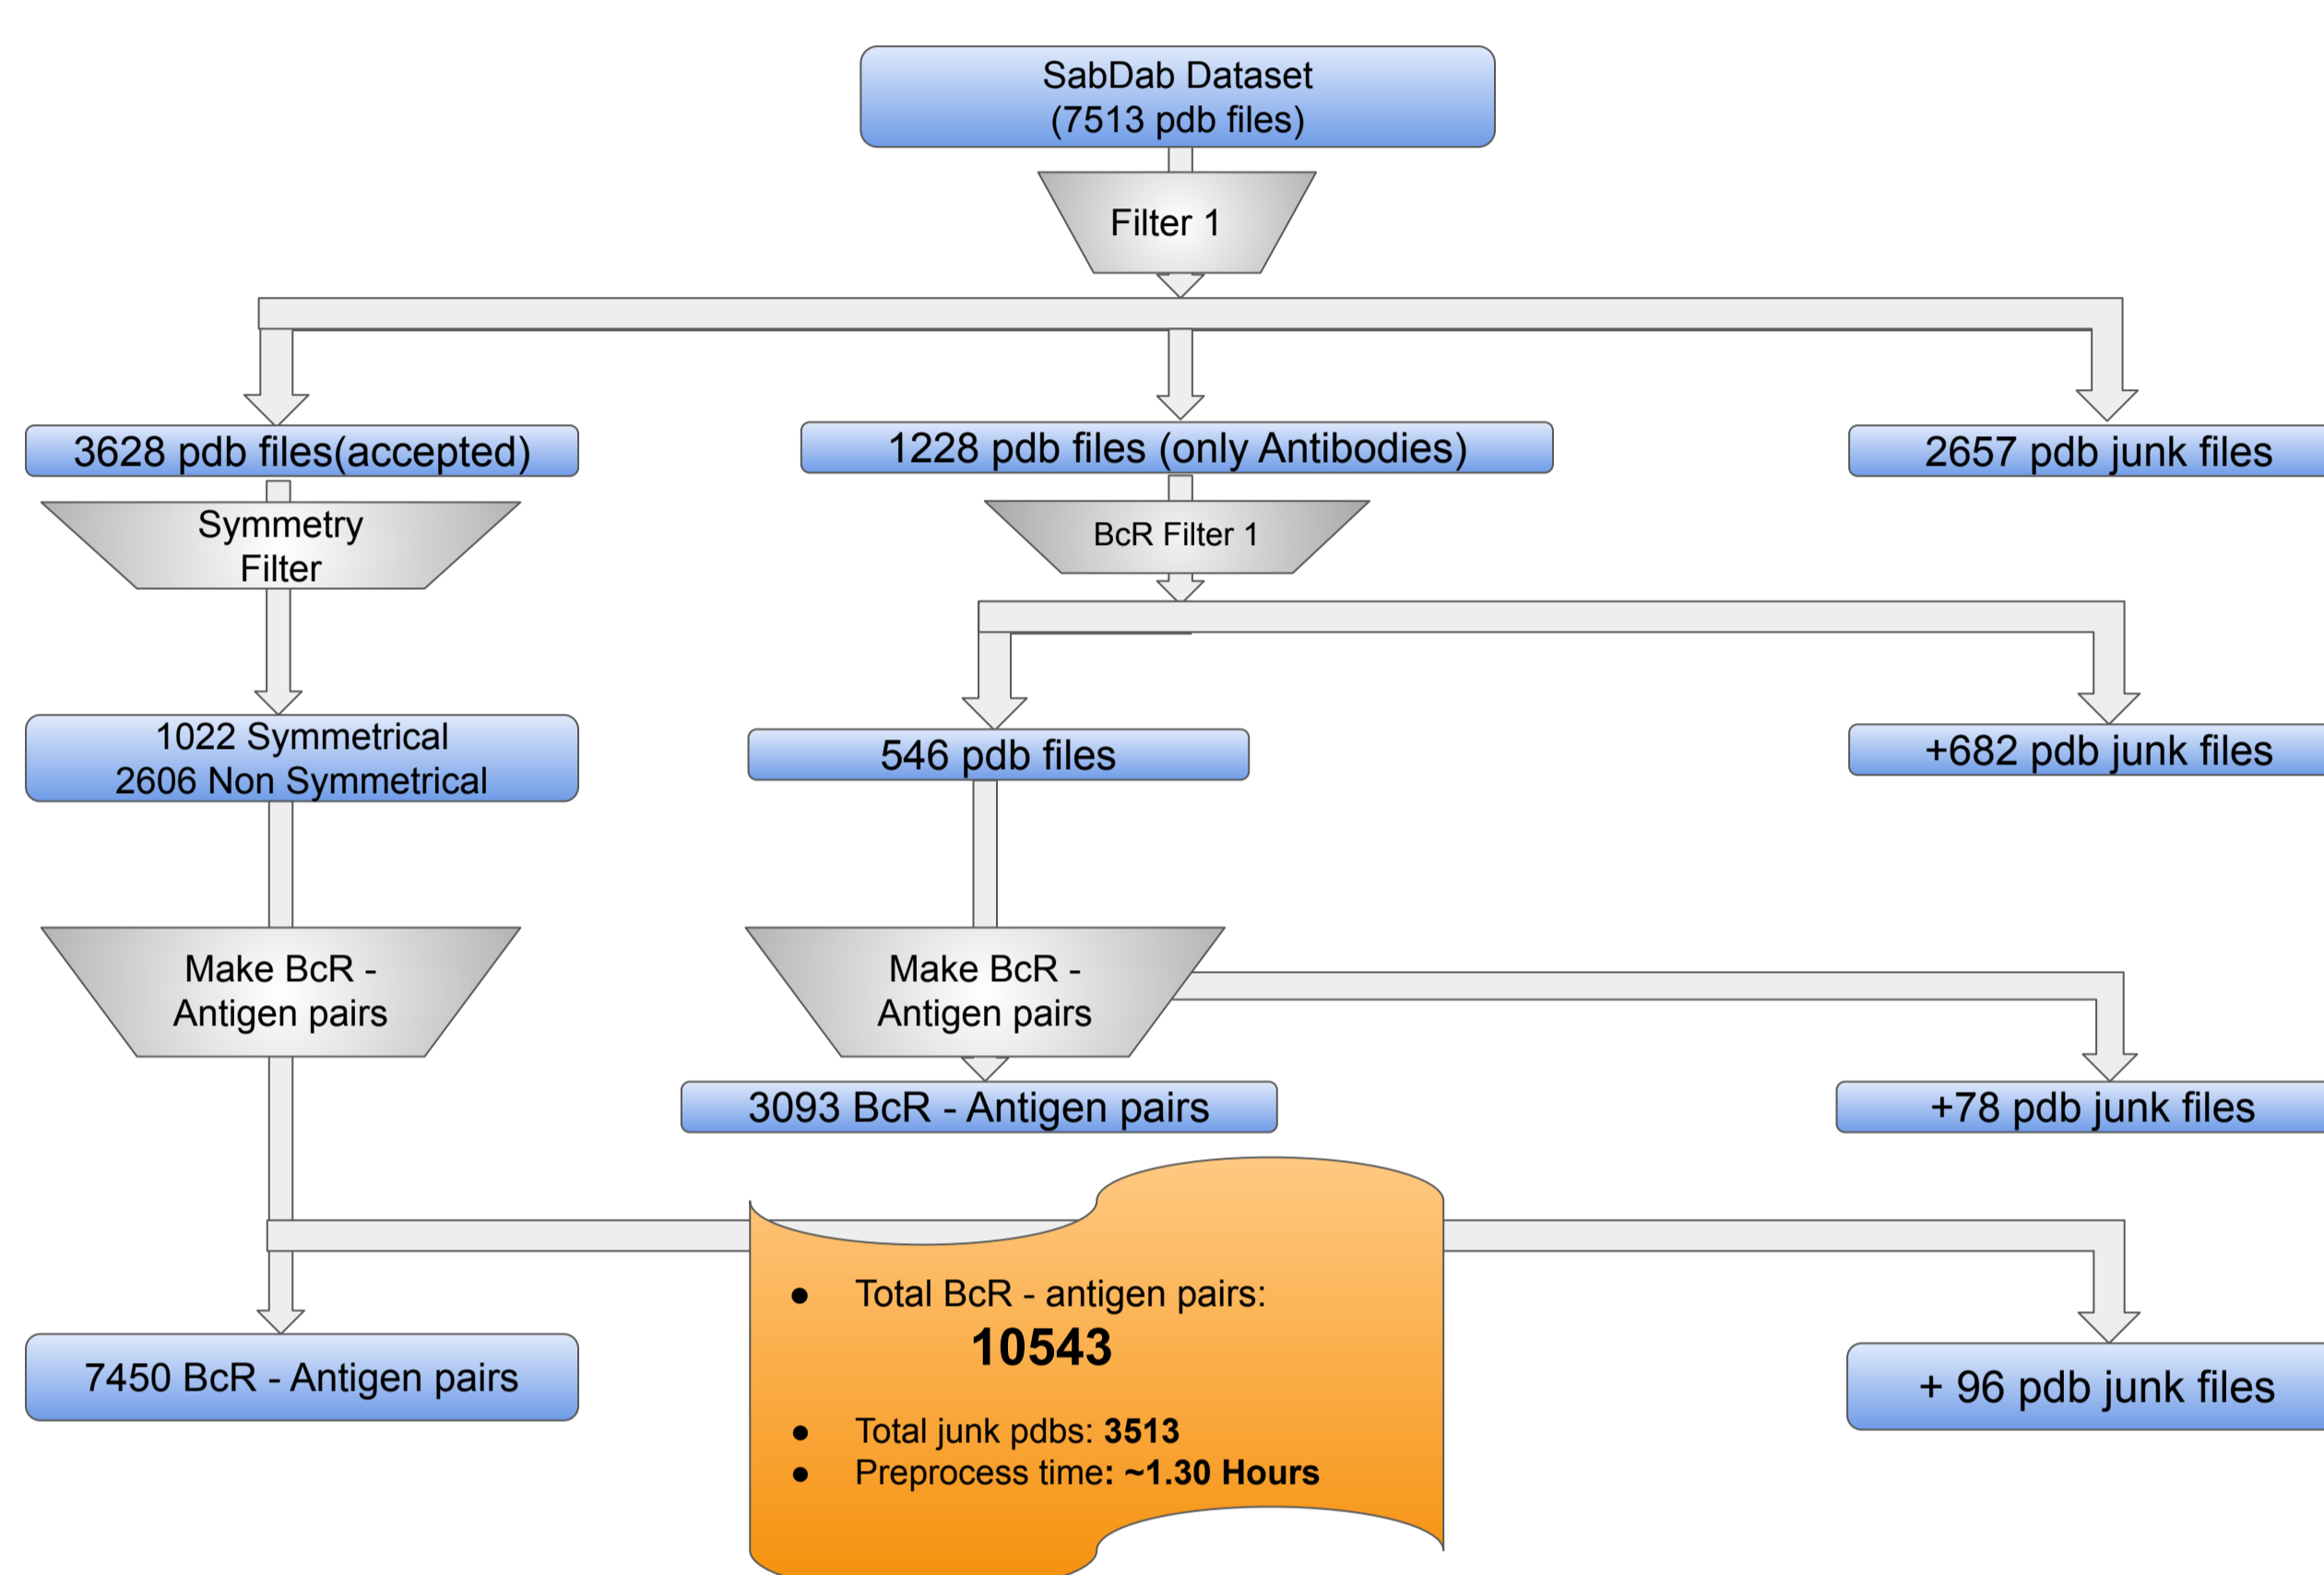 SabDab Dataset
(7513 pdb files)
Filter 1
3628 pdb files(accepted)
1228 pdb files (only Antibodies)
2657 pdb junk files
Symmetry
Filter
BcR Filter 1
1022 Symmetrical
2606 Non Symmetrical
546 pdb files
+682 pdb junk files
Make BcR -
Antigen pairs
Make BcR -
Antigen pairs
3093 BcR - Antigen pairs
+78 pdb junk files
● Total BcR - antigen pairs:
10543
● Total junk pdbs: 3513
● Preprocess time: ~1.30 Hours
7450 BcR - Antigen pairs
+ 96 pdb junk files